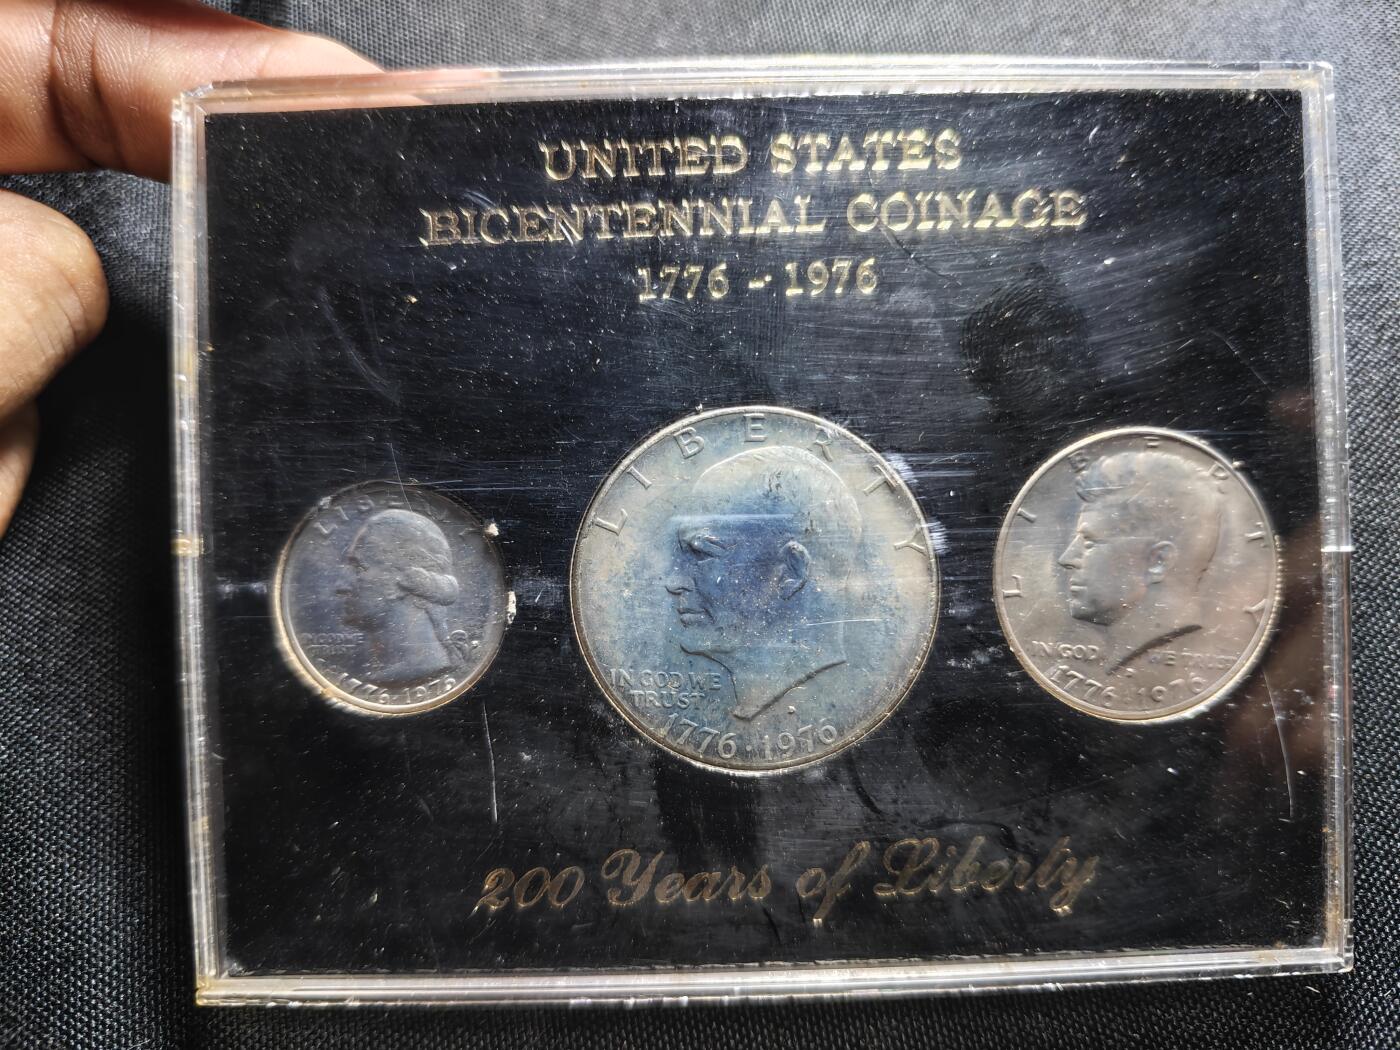 UNITED STATES
BICENTENNIAL COINAGE
1776 - 1976
LIBERTY
IN GOD WE
TRUST
1776·1976
LIBERTY
IN GOD WE
TRUST
D
1776·1976
LIBERTY
IN GOD WE TRUST
1776·1976
200 Years of Liberty